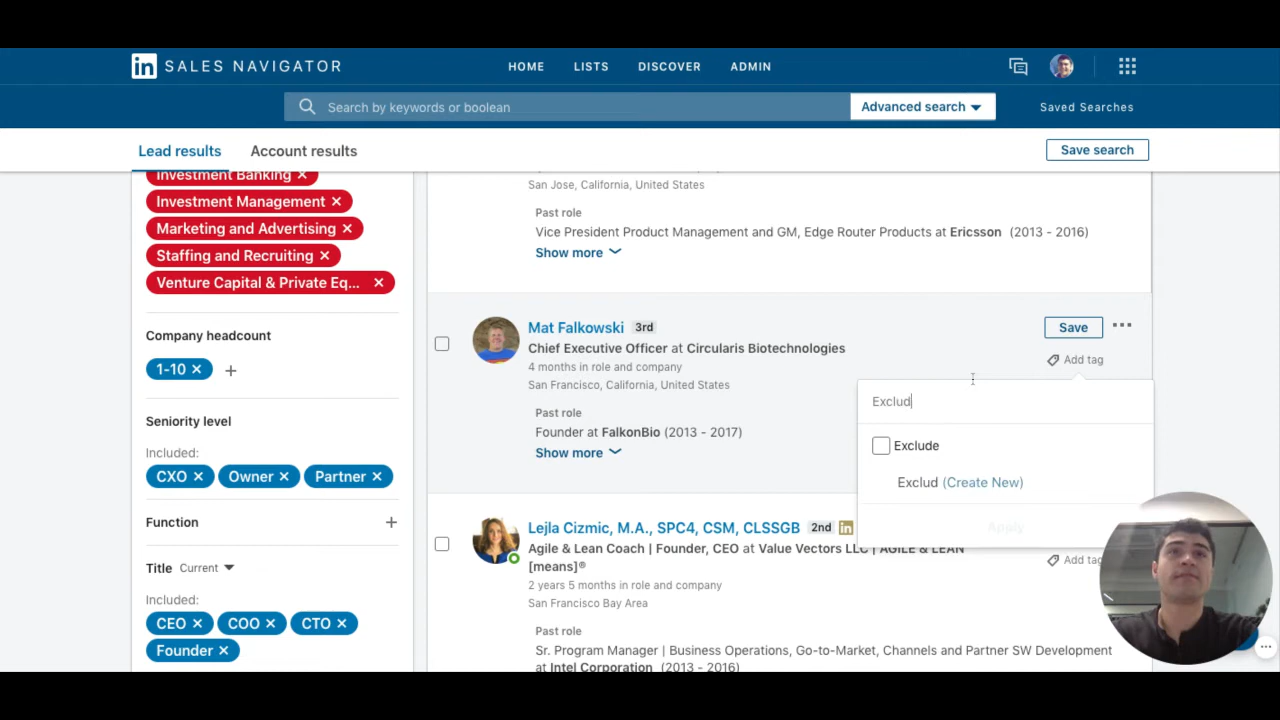 in SALES NAVIGATOR
HOME
LISTS
DISCOVER
ADMIN
Search by keywords or boolean
Advanced search
Saved Searches
Lead results
Account results
Save search
Investment Banking ×
Investment Management ×
Marketing and Advertising ×
Staffing and Recruiting ×
Venture Capital & Private Eq... ×
Company headcount
1-10 × +
Seniority level
Included:
CXO × Owner × Partner ×
Function +
Title Current
Included:
CEO × COO × CTO ×
Founder ×
San Jose, California, United States
Past role
Vice President Product Management and GM, Edge Router Products at Ericsson (2013 - 2016)
Show more
Mat Falkowski 3rd
Save
Chief Executive Officer at Circularis Biotechnologies
Add tag
4 months in role and company
San Francisco, California, United States
Past role
Founder at FalkonBio (2013 - 2017)
Show more
Exclud
Exclude
Exclud (Create New)
Apply
Lejla Cizmic, M.A., SPC4, CSM, CLSSGB 2nd in
Agile & Lean Coach | Founder, CEO at Value Vectors LLC | AGILE & LEAN
[means]®
Add tag
2 years 5 months in role and company
San Francisco Bay Area
Past role
Sr. Program Manager | Business Operations, Go-to-Market, Channels and Partner SW Development
at Intel Corporation (2013 - 2016)